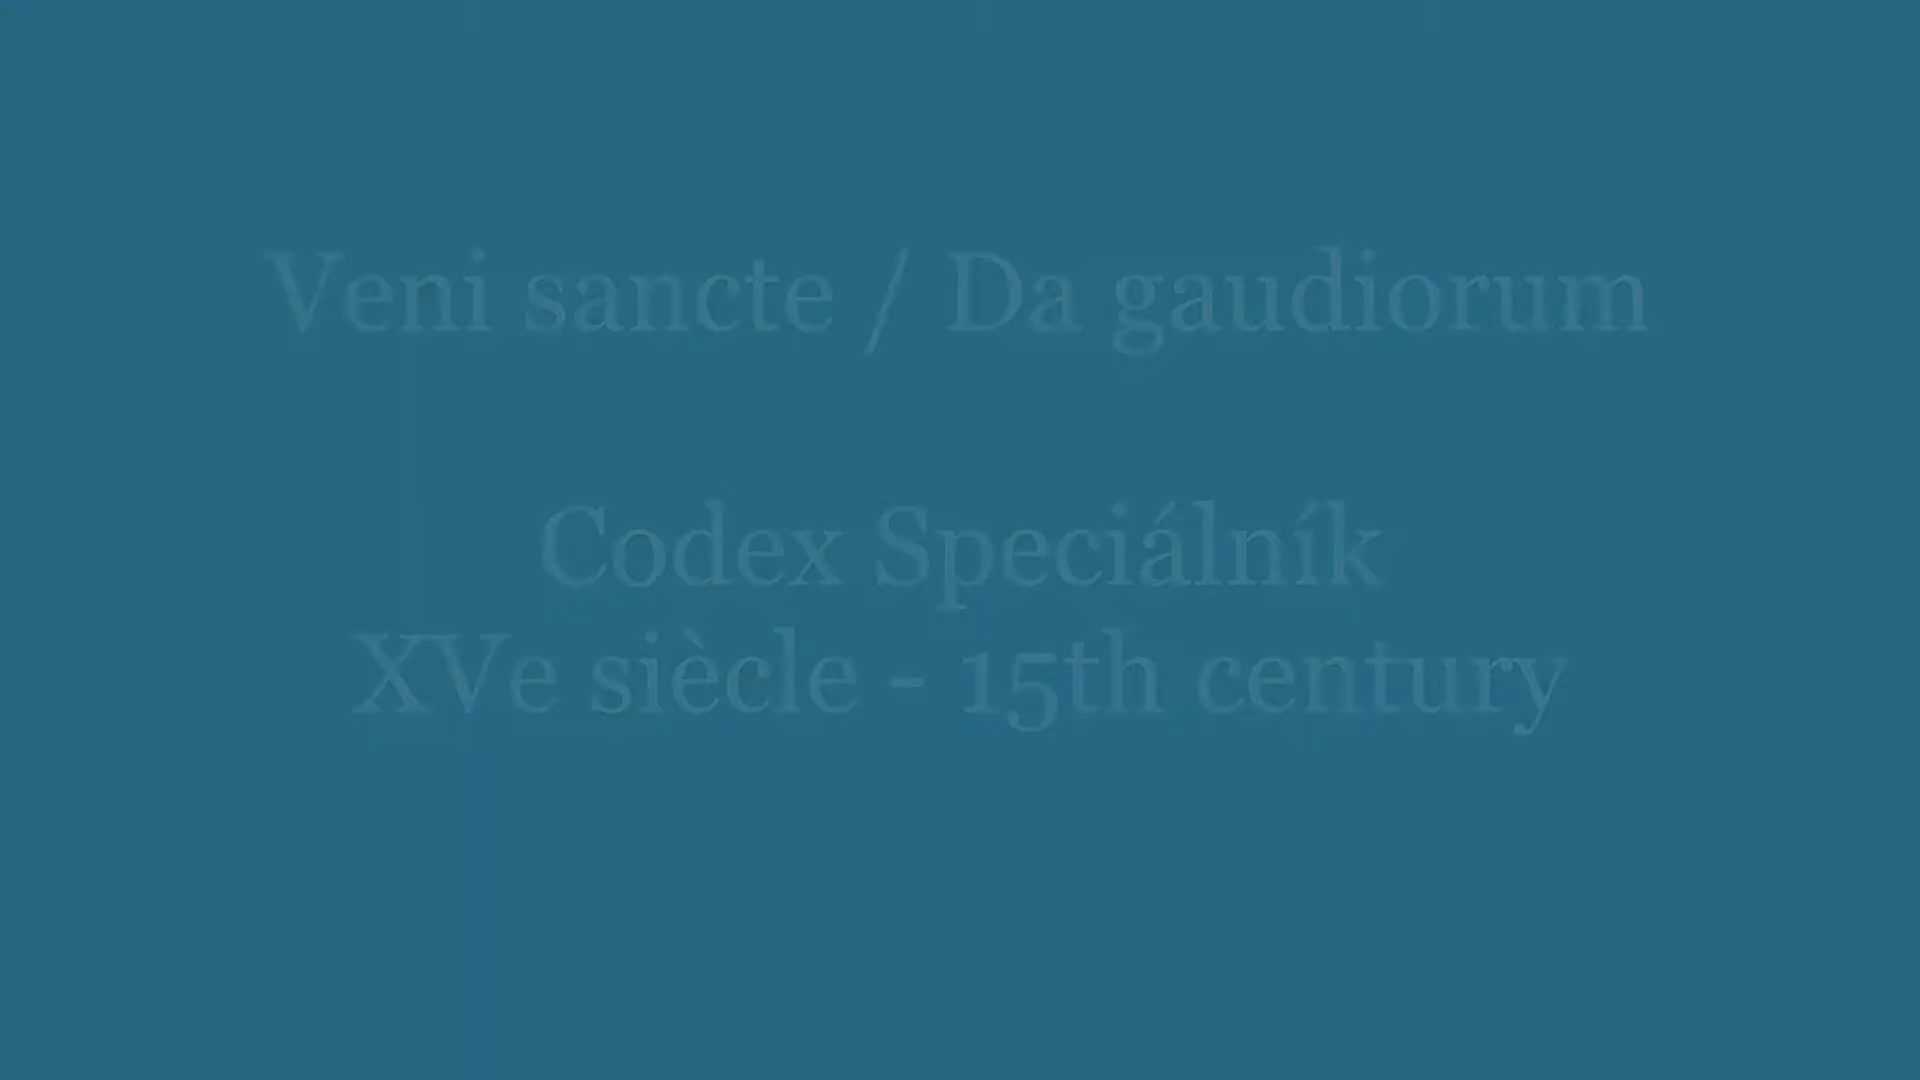 Veni sancte / Da gaudiorum
Codex Speciálník
XVe siècle - 15th century